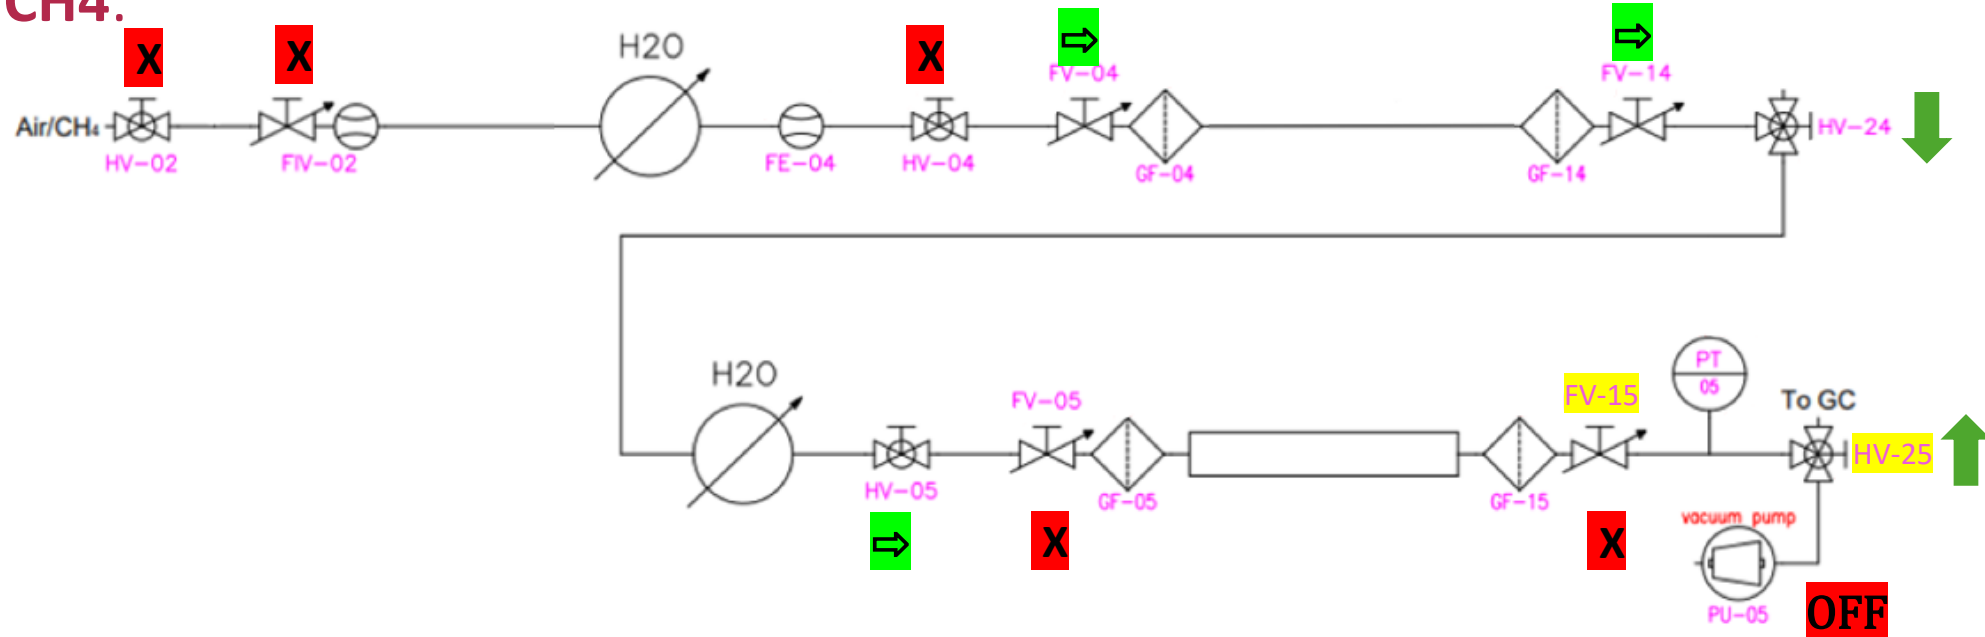 CH4.
X
X
H2O
X
⇨
FV-04
⇨
FV-14
Air/CH₄
HV-02
FIV-02
FE-04
HV-04
GF-04
GF-14
HV-24
H2O
FV-05
FV-15
PT
05
To GC
HV-25
HV-05
GF-05
GF-15
⇨
X
X
vacuum pump
PU-05
OFF